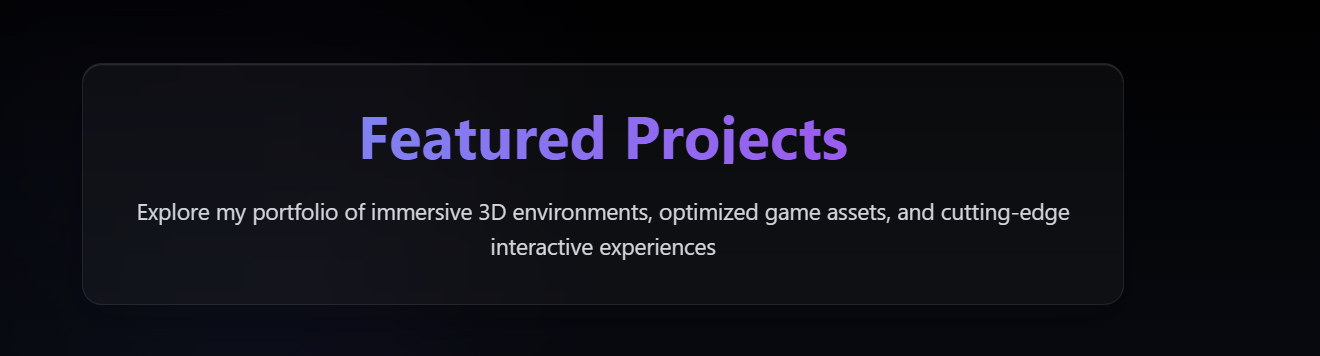 Featured Projects
Explore my portfolio of immersive 3D environments, optimized game assets, and cutting-edge
interactive experiences